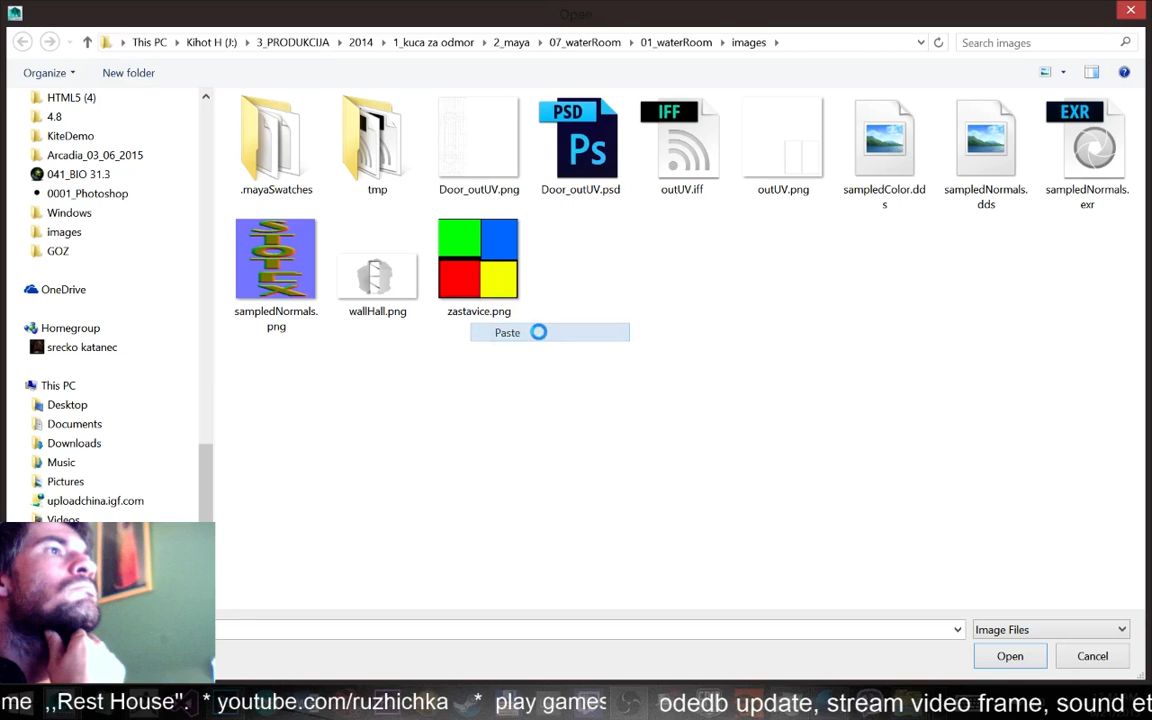 Open
This PC
Kihot H (J:)
3_PRODUKCIJA
2014
1_kuca za odmor
2_maya
07_waterRoom
01_waterRoom
images
Search images
Organize
New folder
HTML5 (4)
4.8
KiteDemo
Arcadia_03_06_2015
041_BIO 31.3
0001_Photoshop
Windows
images
GOZ
OneDrive
Homegroup
srecko katanec
This PC
Desktop
Documents
Downloads
Music
Pictures
uploadchina.igf.com
Videos
PSD
Ps
IFF
EXR
.mayaSwatches
tmp
Door_outUV.png
Door_outUV.psd
outUV.iff
outUV.png
sampledColor.dd
s
sampledNormals.
dds
sampledNormals.
exr
STOFX
sampledNormals.
png
wallHall.png
zastavice.png
Paste
Image Files
Open
Cancel
me ,,Rest House". * youtube.com/ruzhichka * play games
odedb update, stream video frame, sound et